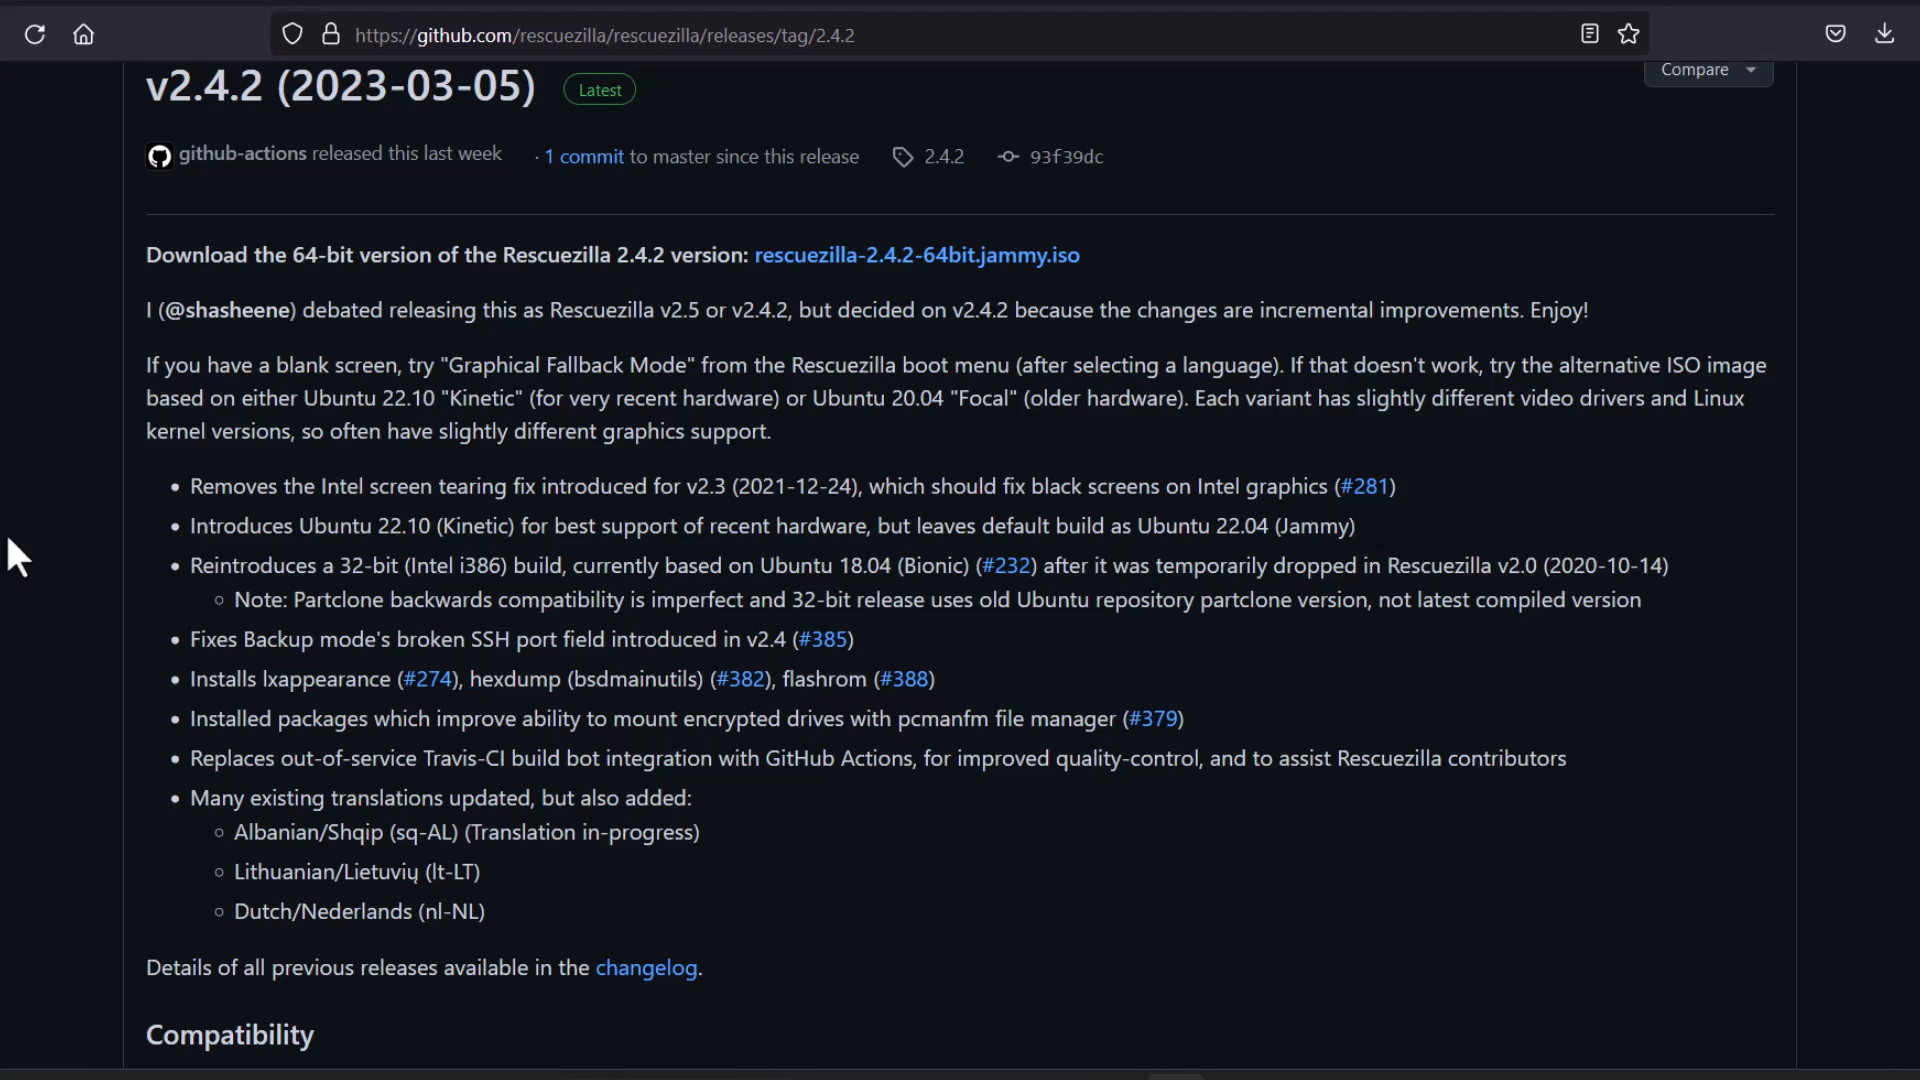 https://github.com/rescuezilla/rescuezilla/releases/tag/2.4.2
v2.4.2 (2023-03-05) Latest
Compare
github-actions released this last week · 1 commit to master since this release 2.4.2 93f39dc
Download the 64-bit version of the Rescuezilla 2.4.2 version: rescuezilla-2.4.2-64bit.jammy.iso
I (@shasheene) debated releasing this as Rescuezilla v2.5 or v2.4.2, but decided on v2.4.2 because the changes are incremental improvements. Enjoy!
If you have a blank screen, try "Graphical Fallback Mode" from the Rescuezilla boot menu (after selecting a language). If that doesn't work, try the alternative ISO image
based on either Ubuntu 22.10 "Kinetic" (for very recent hardware) or Ubuntu 20.04 "Focal" (older hardware). Each variant has slightly different video drivers and Linux
kernel versions, so often have slightly different graphics support.
• Removes the Intel screen tearing fix introduced for v2.3 (2021-12-24), which should fix black screens on Intel graphics (#281)
• Introduces Ubuntu 22.10 (Kinetic) for best support of recent hardware, but leaves default build as Ubuntu 22.04 (Jammy)
• Reintroduces a 32-bit (Intel i386) build, currently based on Ubuntu 18.04 (Bionic) (#232) after it was temporarily dropped in Rescuezilla v2.0 (2020-10-14)
◦ Note: Partclone backwards compatibility is imperfect and 32-bit release uses old Ubuntu repository partclone version, not latest compiled version
• Fixes Backup mode's broken SSH port field introduced in v2.4 (#385)
• Installs lxappearance (#274), hexdump (bsdmainutils) (#382), flashrom (#388)
• Installed packages which improve ability to mount encrypted drives with pcmanfm file manager (#379)
• Replaces out-of-service Travis-CI build bot integration with GitHub Actions, for improved quality-control, and to assist Rescuezilla contributors
• Many existing translations updated, but also added:
◦ Albanian/Shqip (sq-AL) (Translation in-progress)
◦ Lithuanian/Lietuvių (lt-LT)
◦ Dutch/Nederlands (nl-NL)
Details of all previous releases available in the changelog.
Compatibility